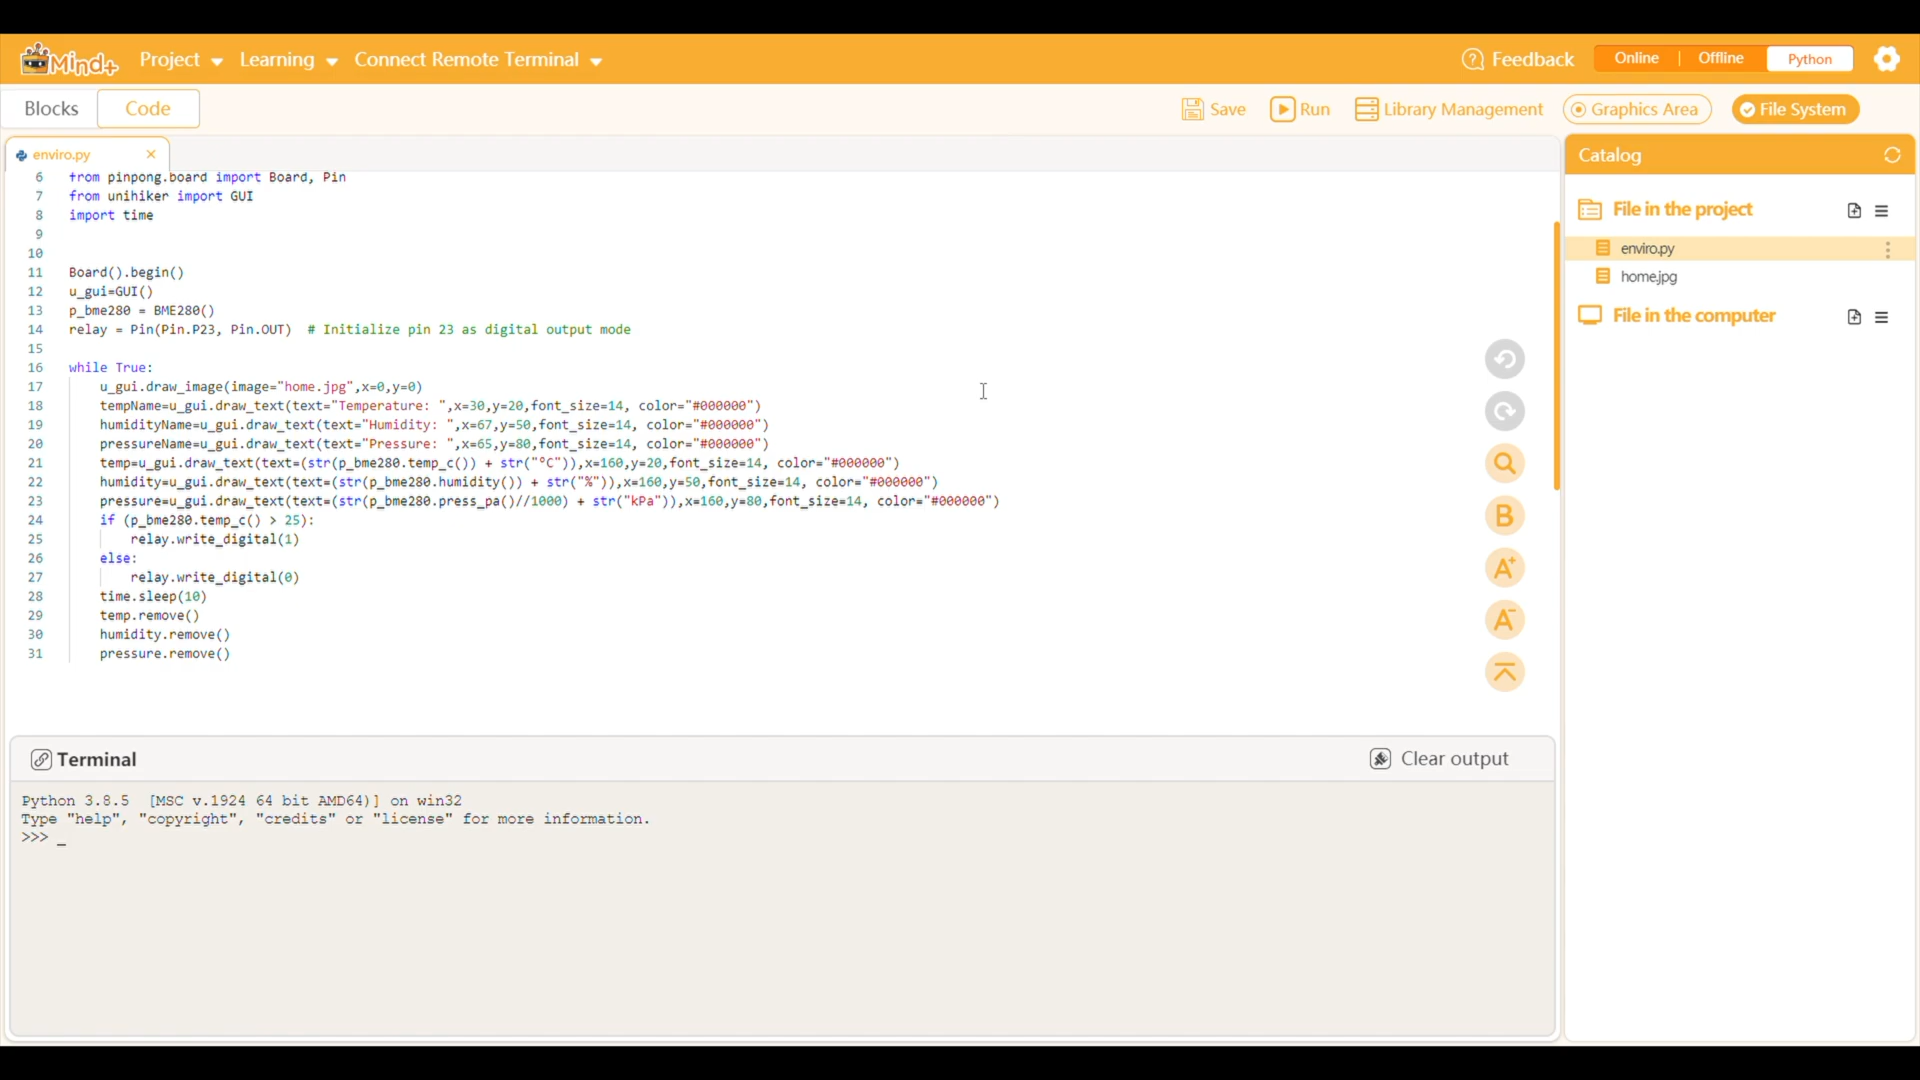 Mind+ Project Learning Connect Remote Terminal Feedback Online Offline Python
Blocks Code Save Run Library Management Graphics Area File System
enviro.py
6 from pinpong.board import Board, Pin
7 from unihiker import GUI
8 import time
9
10
11 Board().begin()
12 u_gui=GUI()
13 p_bme280 = BME280()
14 relay = Pin(Pin.P23, Pin.OUT)  # Initialize pin 23 as digital output mode
15
16 while True:
17     u_gui.draw_image(image="home.jpg",x=0,y=0)
18     tempName=u_gui.draw_text(text="Temperature: ",x=30,y=20,font_size=14, color="#000000")
19     humidityName=u_gui.draw_text(text="Humidity: ",x=67,y=50,font_size=14, color="#000000")
20     pressureName=u_gui.draw_text(text="Pressure: ",x=65,y=80,font_size=14, color="#000000")
21     temp=u_gui.draw_text(text=(str(p_bme280.temp_c()) + str("°C")),x=160,y=20,font_size=14, color="#000000")
22     humidity=u_gui.draw_text(text=(str(p_bme280.humidity()) + str("%")),x=160,y=50,font_size=14, color="#000000")
23     pressure=u_gui.draw_text(text=(str(p_bme280.press_pa()//1000) + str("kPa")),x=160,y=80,font_size=14, color="#000000")
24     if (p_bme280.temp_c() > 25):
25         relay.write_digital(1)
26     else:
27         relay.write_digital(0)
28     time.sleep(10)
29     temp.remove()
30     humidity.remove()
31     pressure.remove()
B
A+
A-
Catalog
File in the project
enviro.py
home.jpg
File in the computer
Terminal Clear output
Python 3.8.5  [MSC v.1924 64 bit AMD64)] on win32
Type "help", "copyright", "credits" or "license" for more information.
>>> _